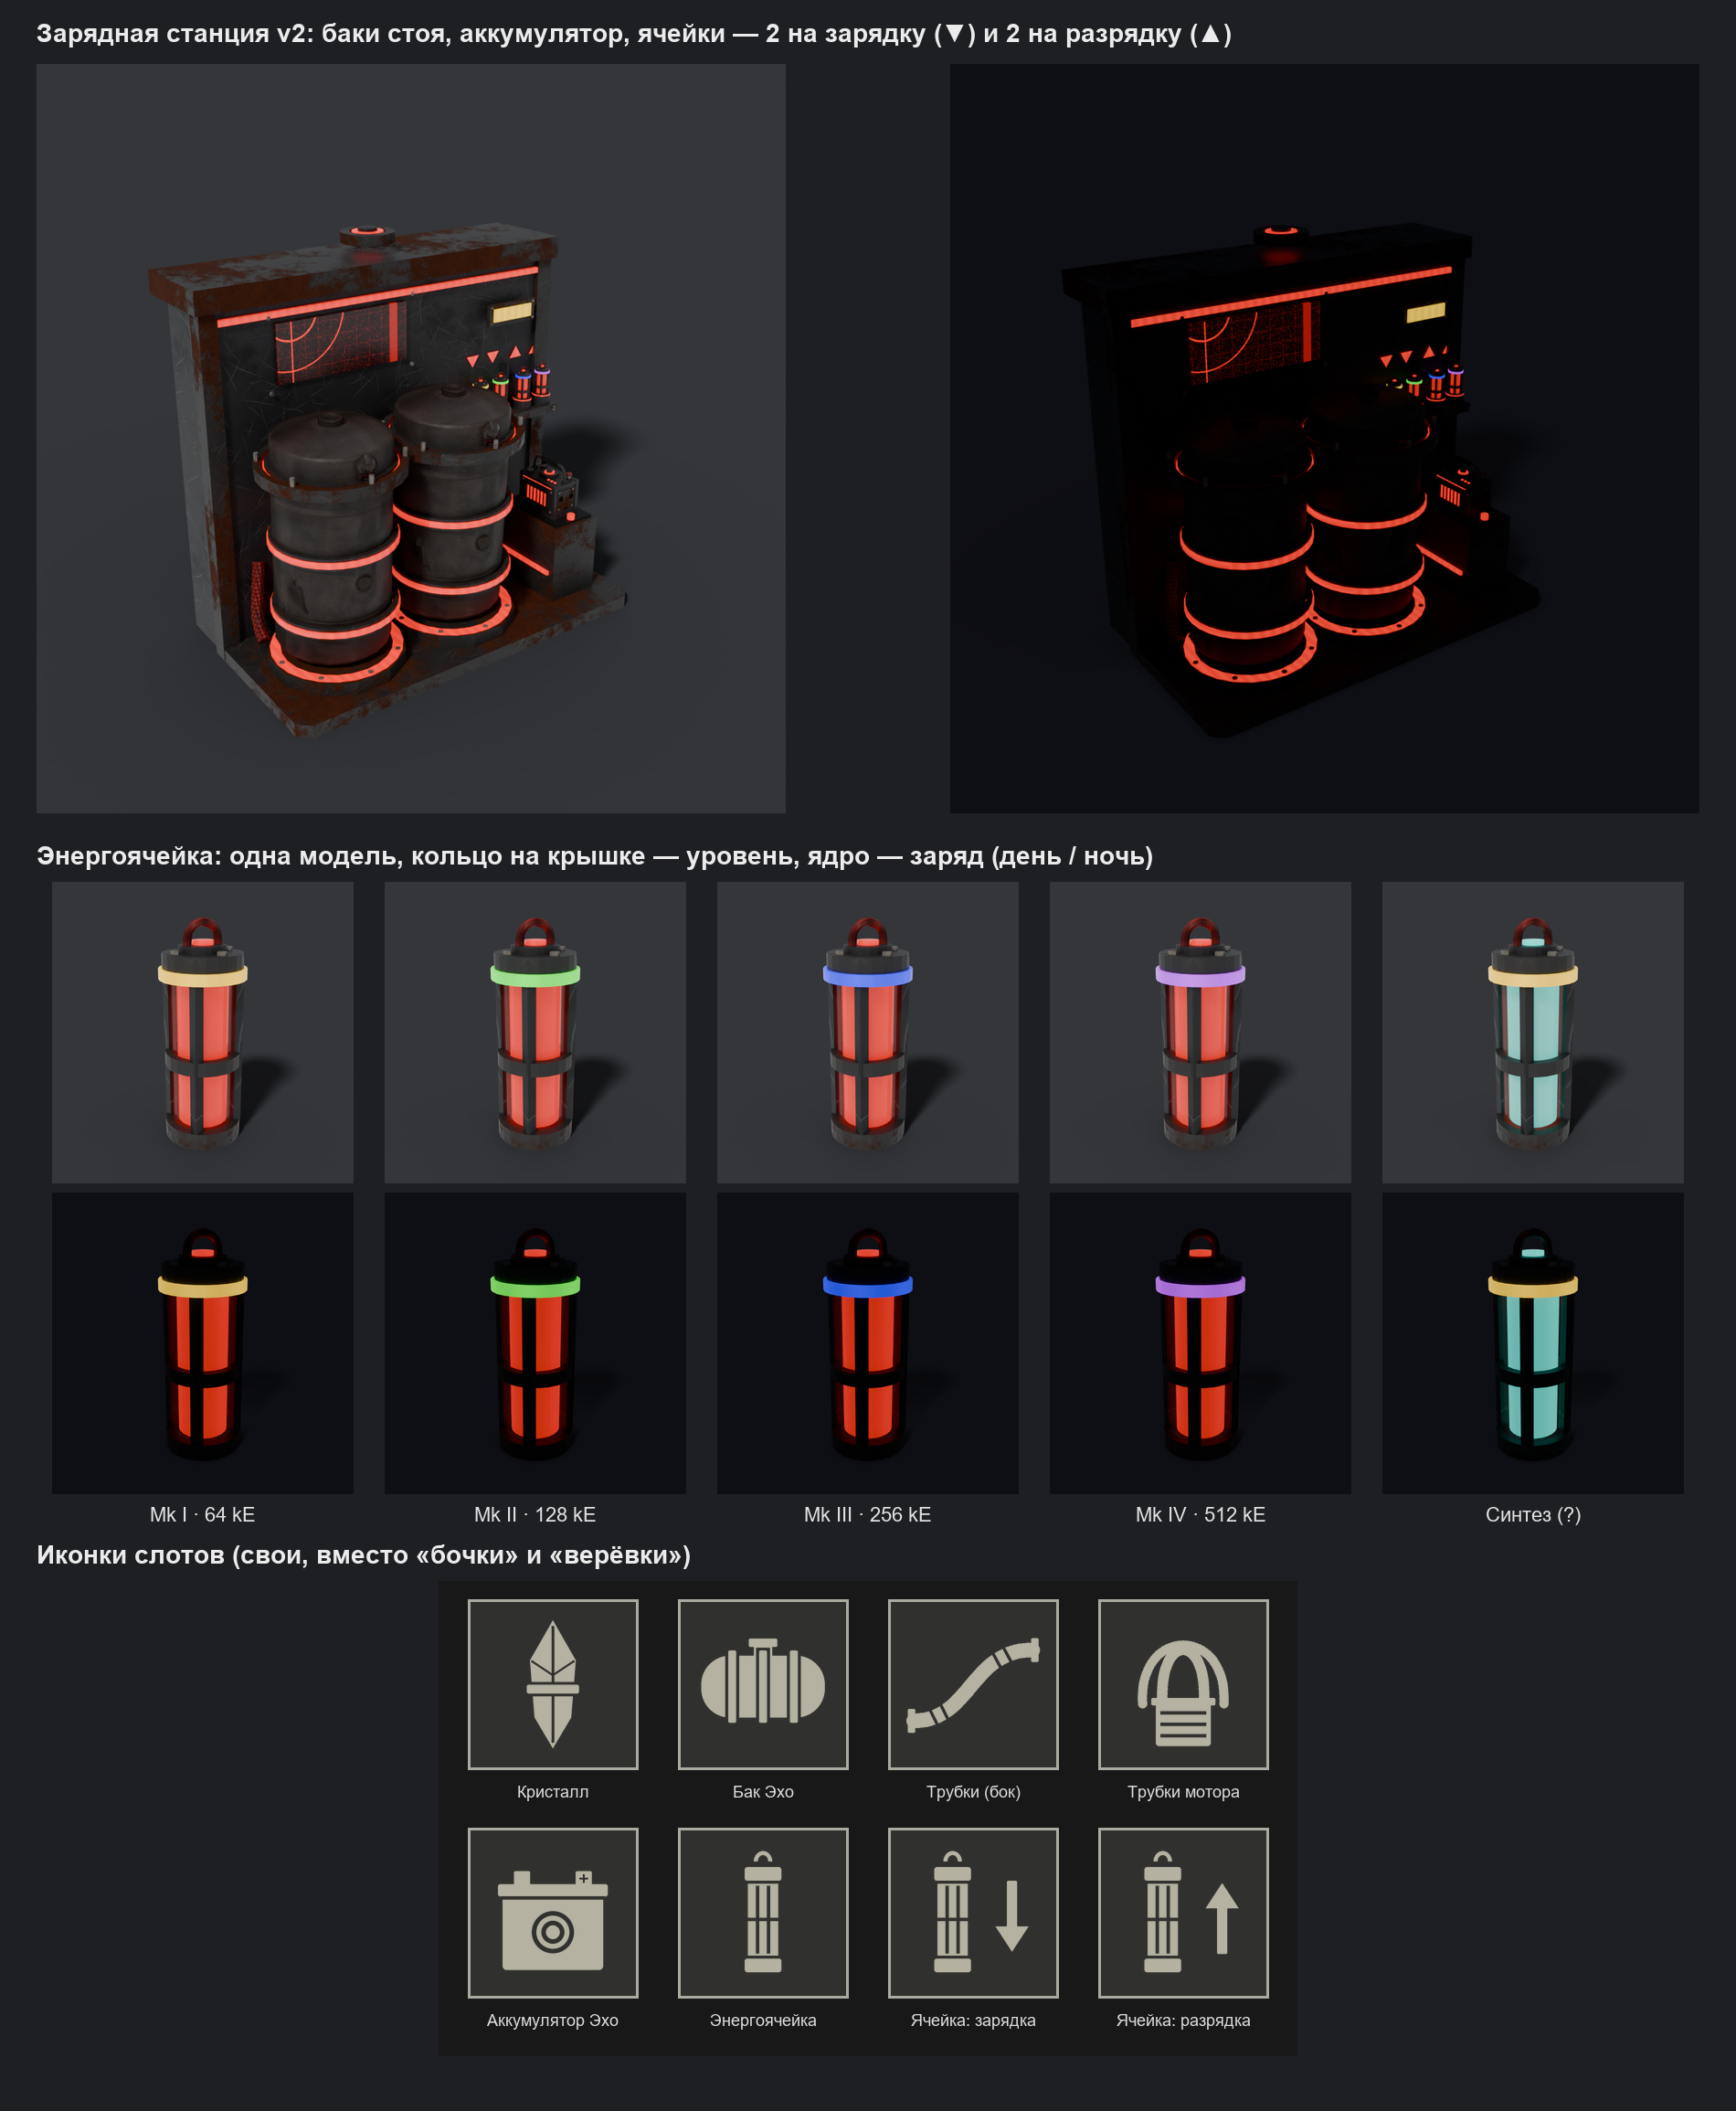 Зарядная станция v2: баки стоя, аккумулятор, ячейки — 2 на зарядку (▼) и 2 на разрядку (▲)
Энергоячейка: одна модель, кольцо на крышке — уровень, ядро — заряд (день / ночь)
Mk I · 64 kE
Mk II · 128 kE
Mk III · 256 kE
Mk IV · 512 kE
Синтез (?)
Иконки слотов (свои, вместо «бочки» и «верёвки»)
Кристалл
Бак Эхо
Трубки (бок)
Трубки мотора
Аккумулятор Эхо
Энергоячейка
Ячейка: зарядка
Ячейка: разрядка